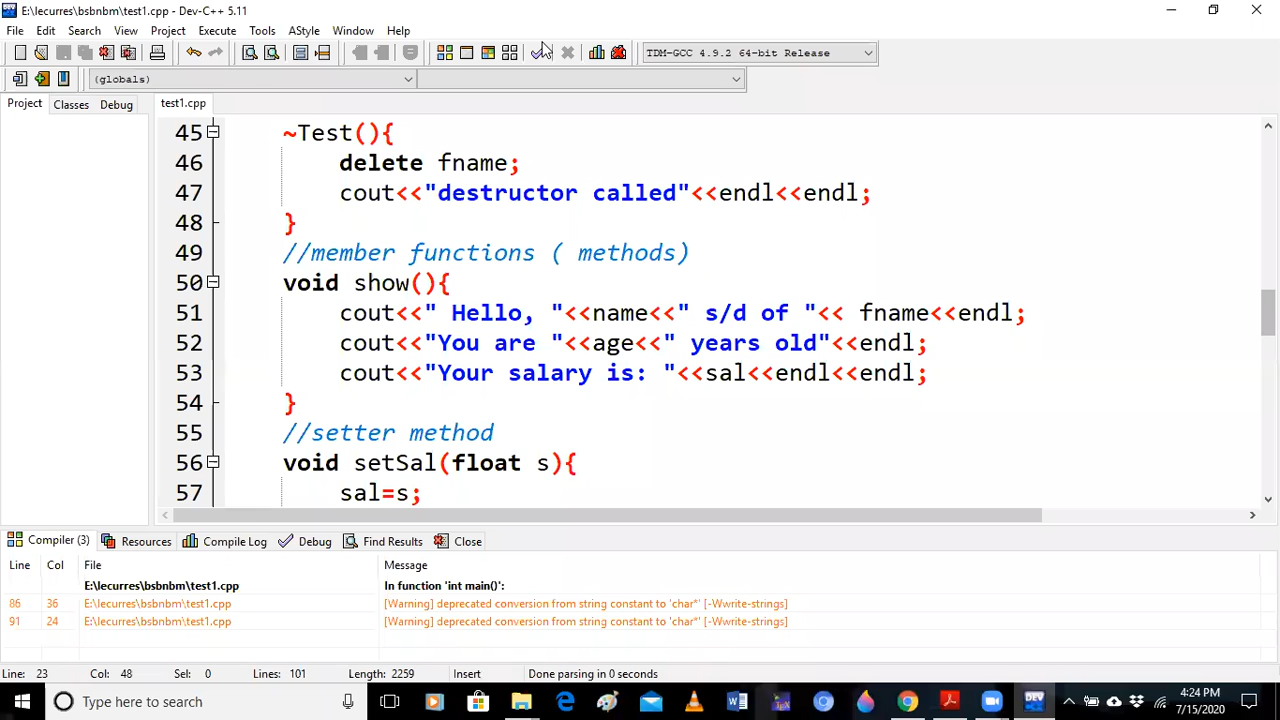 E:\lecurres\bsbnbm\test1.cpp - Dev-C++ 5.11
File Edit Search View Project Execute Tools AStyle Window Help
TDM-GCC 4.9.2 64-bit Release
(globals)
Project Classes Debug test1.cpp
45 ~Test(){
46 delete fname;
47 cout<<"destructor called"<<endl<<endl;
48 }
49 //member functions ( methods)
50 void show(){
51 cout<<" Hello, "<<name<<" s/d of "<< fname<<endl;
52 cout<<"You are "<<age<<" years old"<<endl;
53 cout<<"Your salary is: "<<sal<<endl<<endl;
54 }
55 //setter method
56 void setSal(float s){
57 sal=s;
Compiler (3) Resources Compile Log Debug Find Results Close
Line Col File Message
E:\lecurres\bsbnbm\test1.cpp In function 'int main()':
86 36 E:\lecurres\bsbnbm\test1.cpp [Warning] deprecated conversion from string constant to 'char*' [-Wwrite-strings]
91 24 E:\lecurres\bsbnbm\test1.cpp [Warning] deprecated conversion from string constant to 'char*' [-Wwrite-strings]
Line: 23 Col: 48 Sel: 0 Lines: 101 Length: 2259 Insert Done parsing in 0 seconds
Type here to search
DEV
4:24 PM
7/15/2020